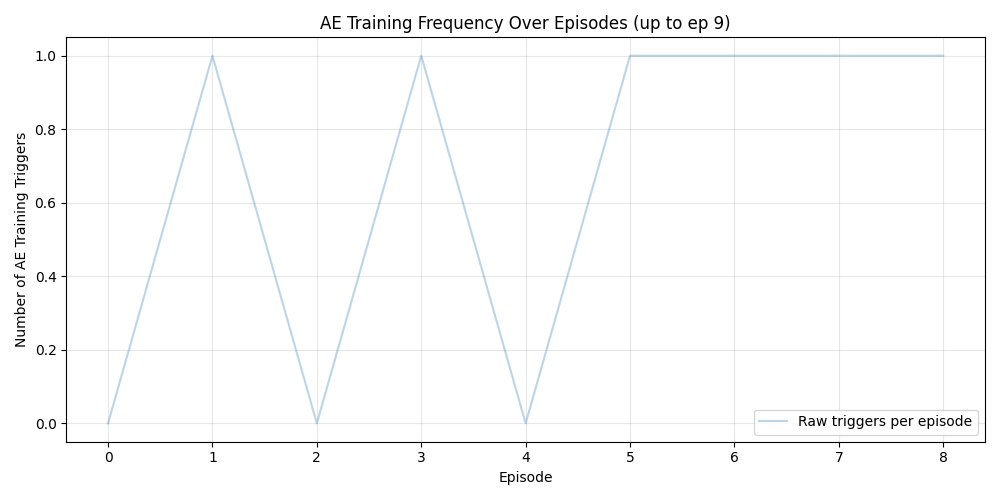 AE Training Frequency Over Episodes (up to ep 9)
Number of AE Training Triggers
1.0
0.8
0.6
0.4
0.2
0.0
0 1 2 3 4 5 6 7 8
Episode
Raw triggers per episode